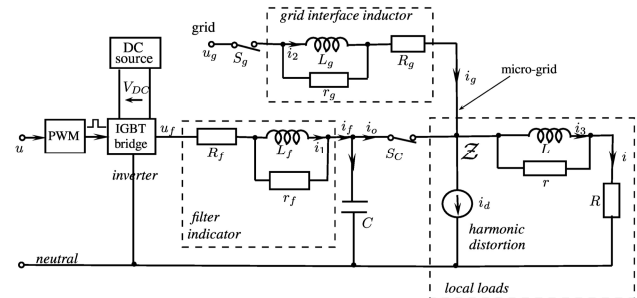 grid interface inductor
grid
u_g
S_g
i_2
L_g
R_g
r_g
i_g
micro-grid
DC
source
V_DC
u
PWM
IGBT
bridge
inverter
u_f
R_f
L_f
i_1
r_f
i_f
i_o
S_C
C
filter
indicator
Z
L
i_3
r
i
R
i_d
harmonic
distortion
neutral
local loads